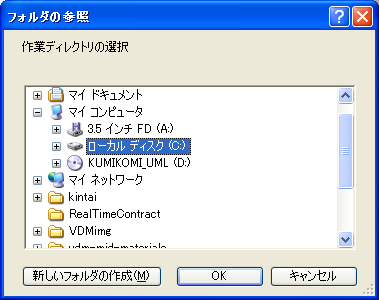 フォルダの参照
作業ディレクトリの選択
マイ ドキュメント
マイ コンピュータ
3.5 インチ FD (A:)
ローカル ディスク (C:)
KUMIKOMI_UML (D:)
マイ ネットワーク
kintai
RealTimeContract
VDMimg
vdm-mid-materials
新しいフォルダの作成(M)
OK
キャンセル